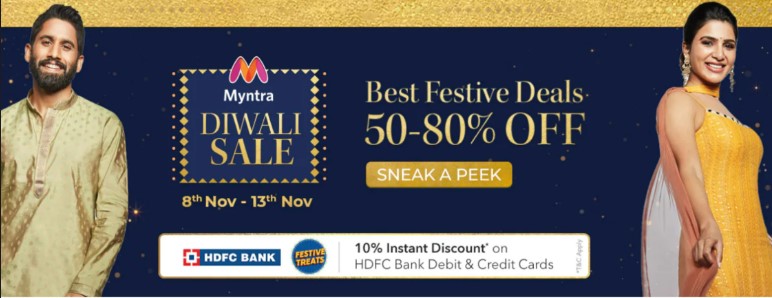 Myntra
DIWALI
SALE
8th Nov - 13th Nov
Best Festive Deals
50-80% OFF
SNEAK A PEEK
HDFC BANK
FESTIVE
TREATS
10% Instant Discount* on
HDFC Bank Debit & Credit Cards
*T&C Apply